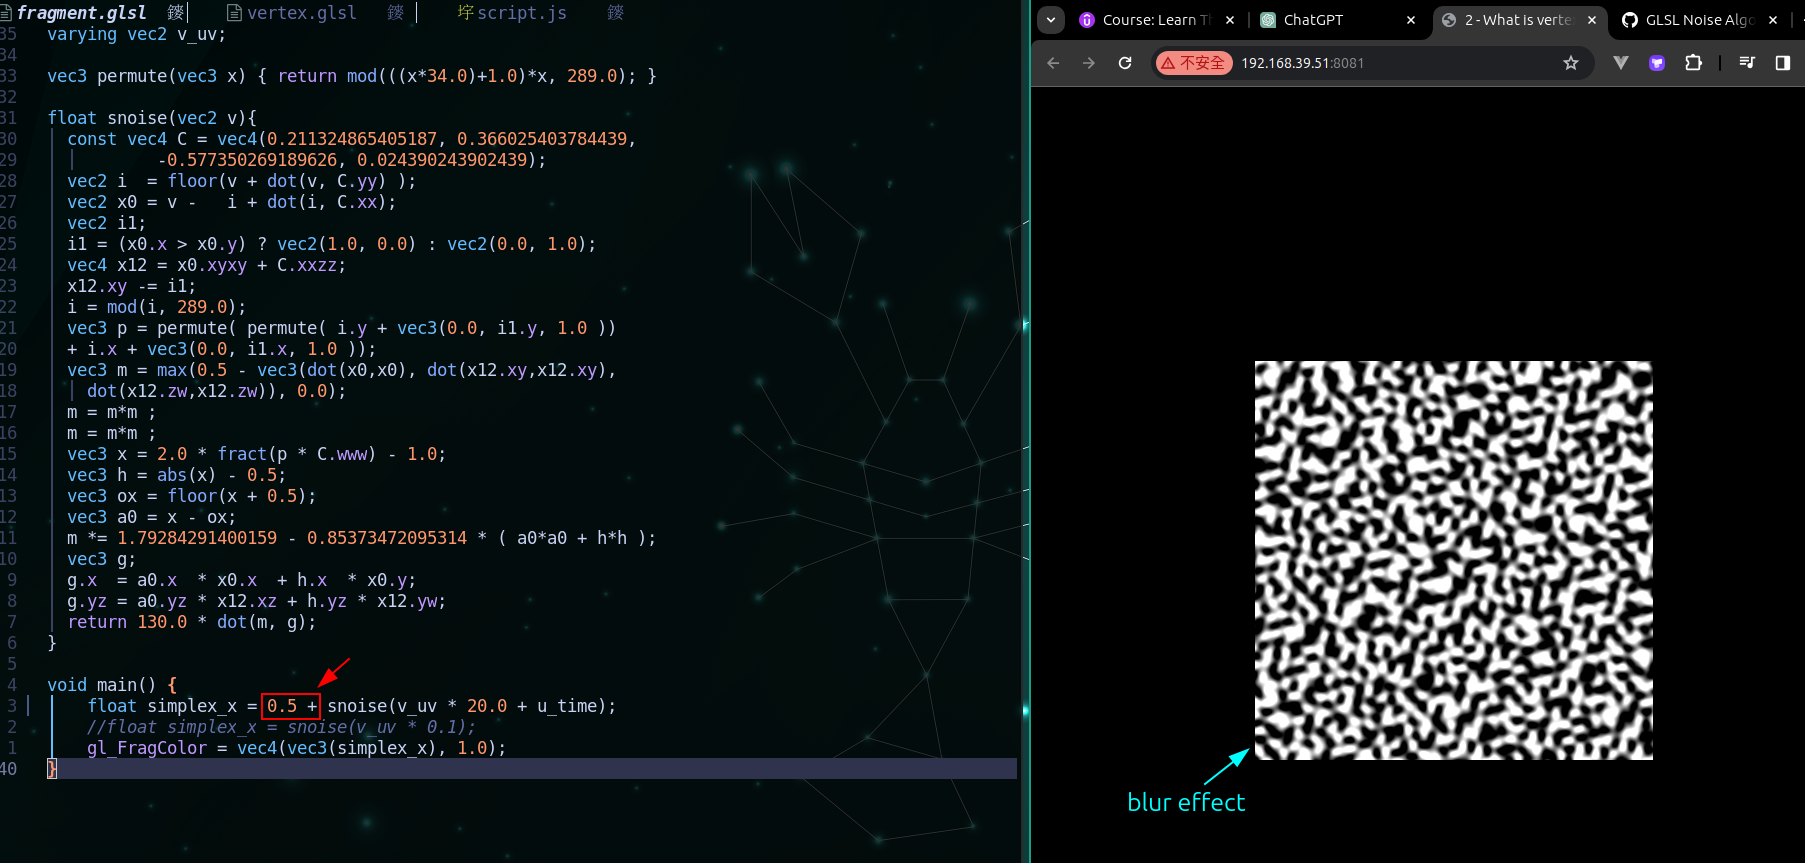 fragment.glsl
vertex.glsl
script.js
35 varying vec2 v_uv;
34
33 vec3 permute(vec3 x) { return mod(((x*34.0)+1.0)*x, 289.0); }
32
31 float snoise(vec2 v){
30 const vec4 C = vec4(0.211324865405187, 0.366025403784439,
29 -0.577350269189626, 0.024390243902439);
28 vec2 i  = floor(v + dot(v, C.yy) );
27 vec2 x0 = v -   i + dot(i, C.xx);
26 vec2 i1;
25 i1 = (x0.x > x0.y) ? vec2(1.0, 0.0) : vec2(0.0, 1.0);
24 vec4 x12 = x0.xyxy + C.xxzz;
23 x12.xy -= i1;
22 i = mod(i, 289.0);
21 vec3 p = permute( permute( i.y + vec3(0.0, i1.y, 1.0 ))
20 + i.x + vec3(0.0, i1.x, 1.0 ));
19 vec3 m = max(0.5 - vec3(dot(x0,x0), dot(x12.xy,x12.xy),
18 dot(x12.zw,x12.zw)), 0.0);
17 m = m*m ;
16 m = m*m ;
15 vec3 x = 2.0 * fract(p * C.www) - 1.0;
14 vec3 h = abs(x) - 0.5;
13 vec3 ox = floor(x + 0.5);
12 vec3 a0 = x - ox;
11 m *= 1.79284291400159 - 0.85373472095314 * ( a0*a0 + h*h );
10 vec3 g;
9 g.x  = a0.x  * x0.x  + h.x  * x0.y;
8 g.yz = a0.yz * x12.xz + h.yz * x12.yw;
7 return 130.0 * dot(m, g);
6 }
5
4 void main() {
3 float simplex_x = 0.5 + snoise(v_uv * 20.0 + u_time);
2 //float simplex_x = snoise(v_uv * 0.1);
1 gl_FragColor = vec4(vec3(simplex_x), 1.0);
40 }
Course: Learn Th
ChatGPT
2 - What is verte
GLSL Noise Algo
不安全 192.168.39.51:8081
blur effect